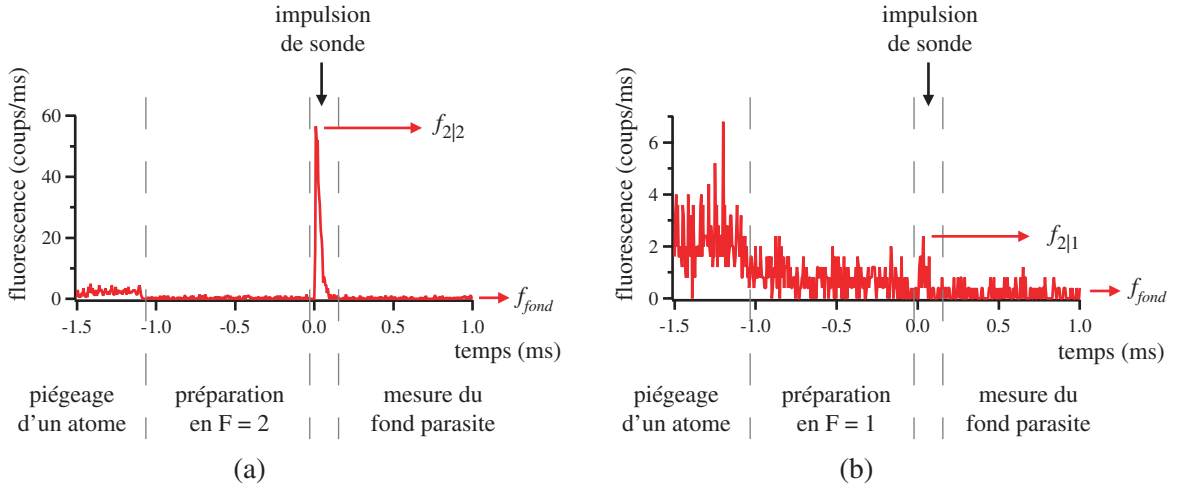 impulsion
de sonde
fluorescence (coups/ms)
60
40
20
0
f2|2
ffond
-1.5 -1.0 -0.5 0.0 0.5 1.0
temps (ms)
piégeage
d'un atome
préparation
en F = 2
mesure du
fond parasite
(a)
impulsion
de sonde
fluorescence (coups/ms)
6
4
2
0
f2|1
ffond
-1.5 -1.0 -0.5 0.0 0.5 1.0
temps (ms)
piégeage
d'un atome
préparation
en F = 1
mesure du
fond parasite
(b)